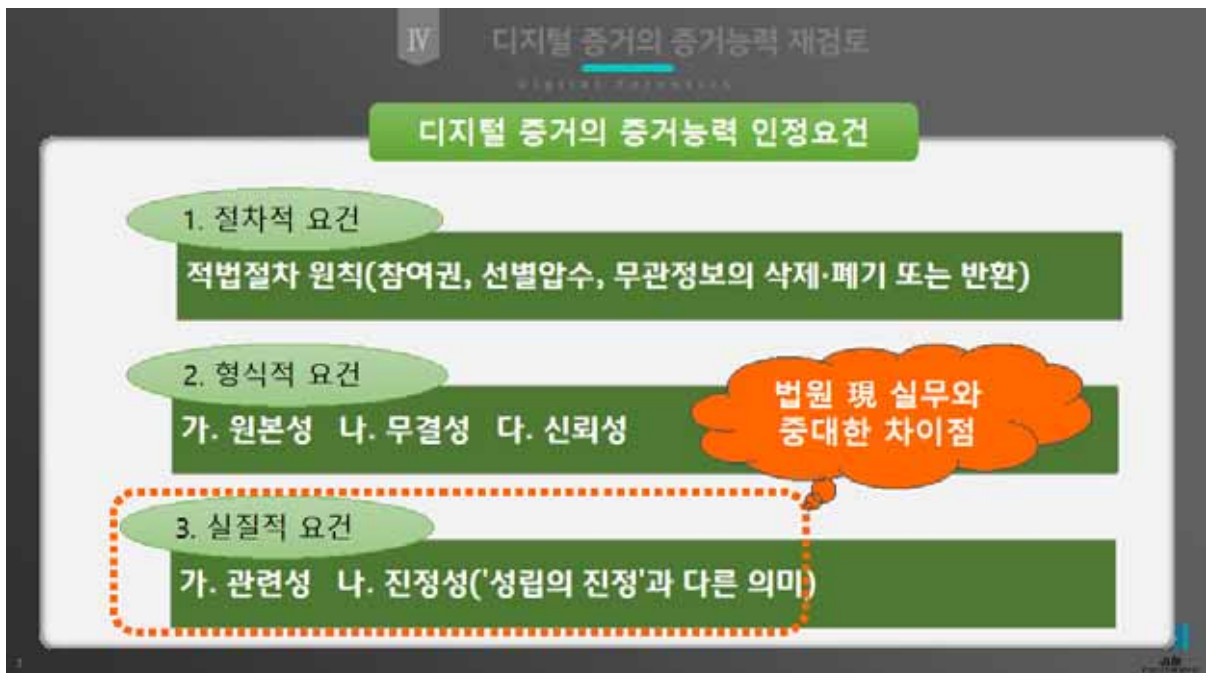 Ⅳ
디지털 증거의 증거능력 재검토
디지털 증거의 증거능력 인정요건
1. 절차적 요건
적법절차 원칙(참여권, 선별압수, 무관정보의 삭제·폐기 또는 반환)
2. 형식적 요건
가. 원본성 나. 무결성 다. 신뢰성
법원 現 실무와
중대한 차이점
3. 실질적 요건
가. 관련성 나. 진정성('성립의 진정'과 다른 의미)